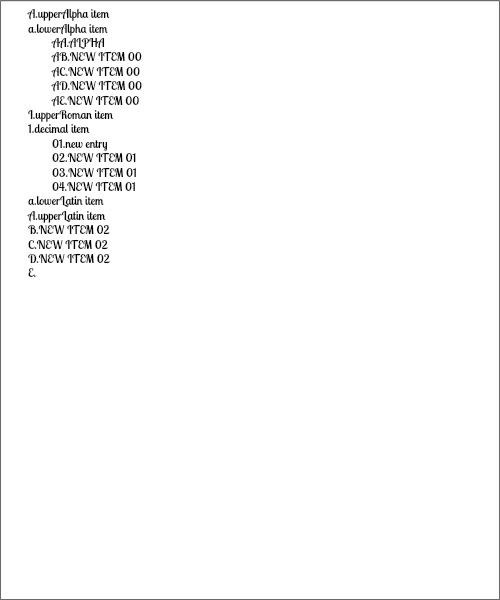 A.upperAlpha item
a.lowerAlpha item
AA.ALPHA
AB.NEW ITEM 00
AC.NEW ITEM 00
AD.NEW ITEM 00
AE.NEW ITEM 00
I.upperRoman item
1.decimal item
01.new entry
02.NEW ITEM 01
03.NEW ITEM 01
04.NEW ITEM 01
a.lowerLatin item
A.upperLatin item
B.NEW ITEM 02
C.NEW ITEM 02
D.NEW ITEM 02
E.